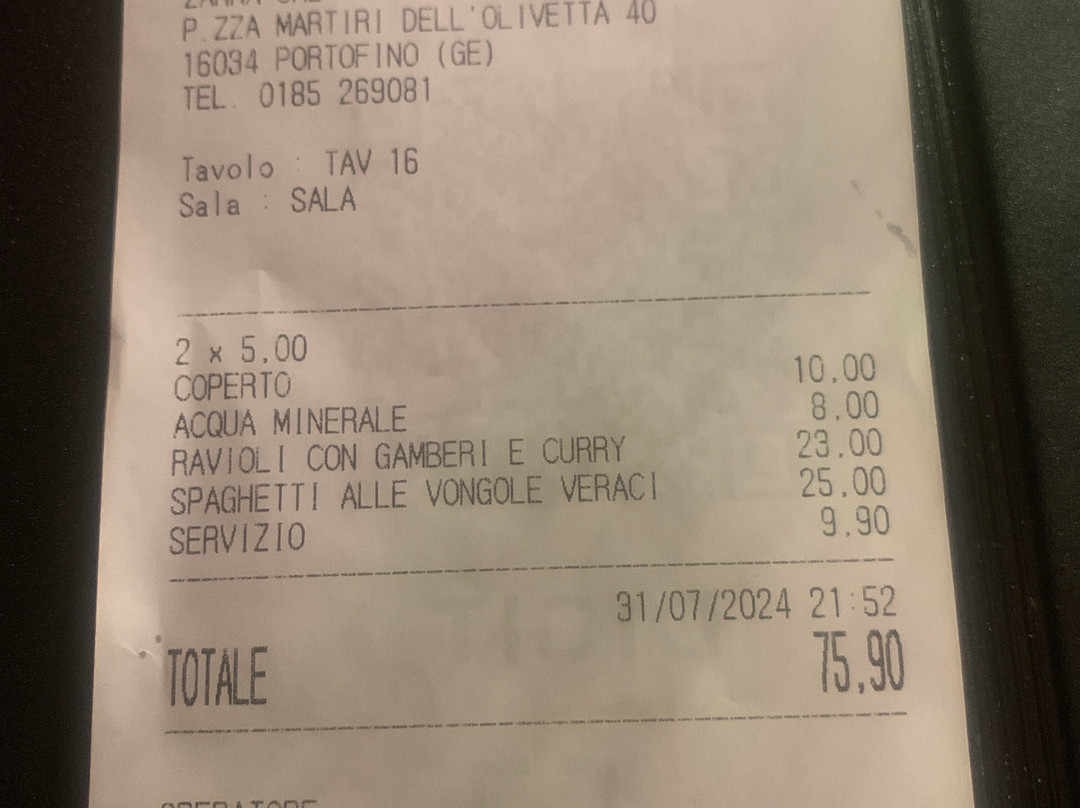 P.ZZA MARTIRI DELL'OLIVETTA 40
16034 PORTOFINO (GE)
TEL. 0185 269081
Tavolo : TAV 16
Sala : SALA
2 x 5.00
COPERTO 10.00
ACQUA MINERALE 8.00
RAVIOLI CON GAMBERI E CURRY 23.00
SPAGHETTI ALLE VONGOLE VERACI 25.00
SERVIZIO 9.90
31/07/2024 21:52
TOTALE 75,90
OPERATORE